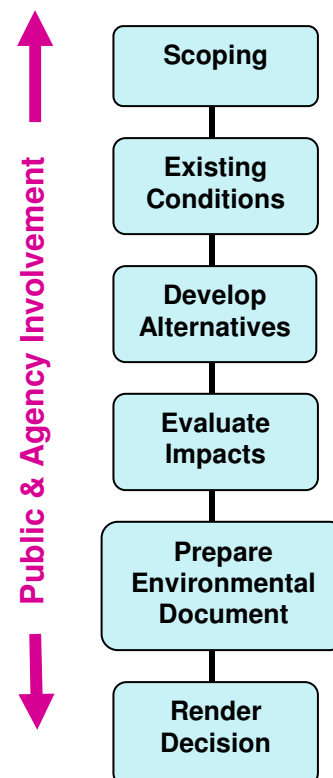 Public & Agency Involvement
Scoping
Existing
Conditions
Develop
Alternatives
Evaluate
Impacts
Prepare
Environmental
Document
Render
Decision